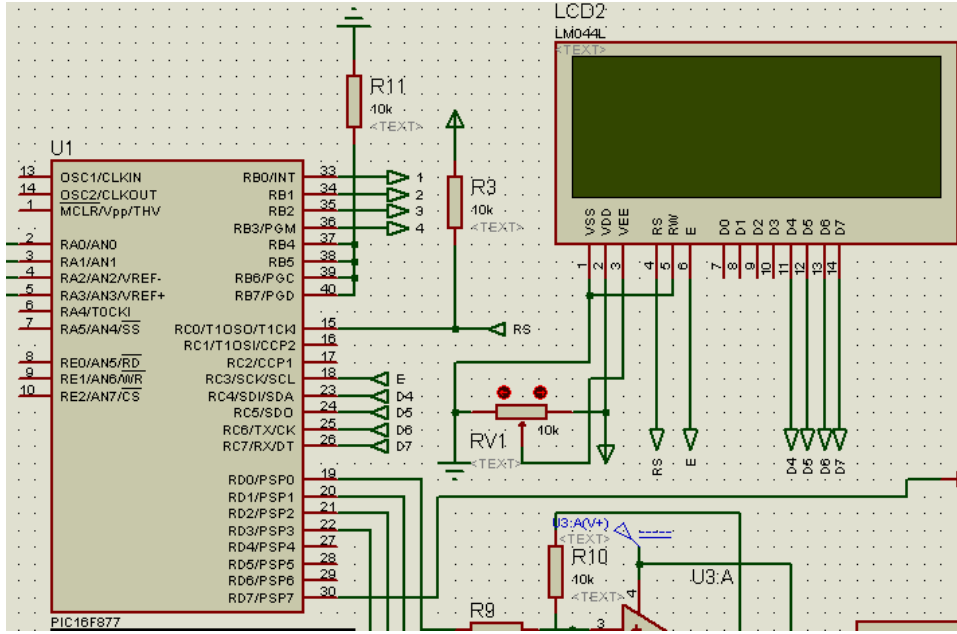 LCD2
LM044L
<TEXT>
R11
10k
<TEXT>
R3
10k
<TEXT>
U1
13 OSC1/CLKIN
14 OSC2/CLKOUT
1 MCLR/Vpp/THV
2 RA0/AN0
3 RA1/AN1
4 RA2/AN2/VREF-
5 RA3/AN3/VREF+
6 RA4/T0CKI
7 RA5/AN4/SS
8 RE0/AN5/RD
9 RE1/AN6/WR
10 RE2/AN7/CS
RB0/INT 33 1
RB1 34 2
RB2 35 3
RB3/PGM 36 4
RB4 37
RB5 38
RB6/PGC 39
RB7/PGD 40
RC0/T1OSO/T1CKI 15 RS
RC1/T1OSI/CCP2 16
RC2/CCP1 17
RC3/SCK/SCL 18 E
RC4/SDI/SDA 23 D4
RC5/SDO 24 D5
RC6/TX/CK 25 D6
RC7/RX/DT 26 D7
RD0/PSP0 19
RD1/PSP1 20
RD2/PSP2 21
RD3/PSP3 22
RD4/PSP4 27
RD5/PSP5 28
RD6/PSP6 29
RD7/PSP7 30
PIC16F877
VSS VDD VEE RS RW E D0 D1 D2 D3 D4 D5 D6 D7
1 2 3 4 5 6 7 8 9 10 11 12 13 14
RV1
10k
<TEXT>
RS E D4 D5 D6 D7
U3:A(V+)
<TEXT>
R10
10k
<TEXT>
U3:A
R9
3
4